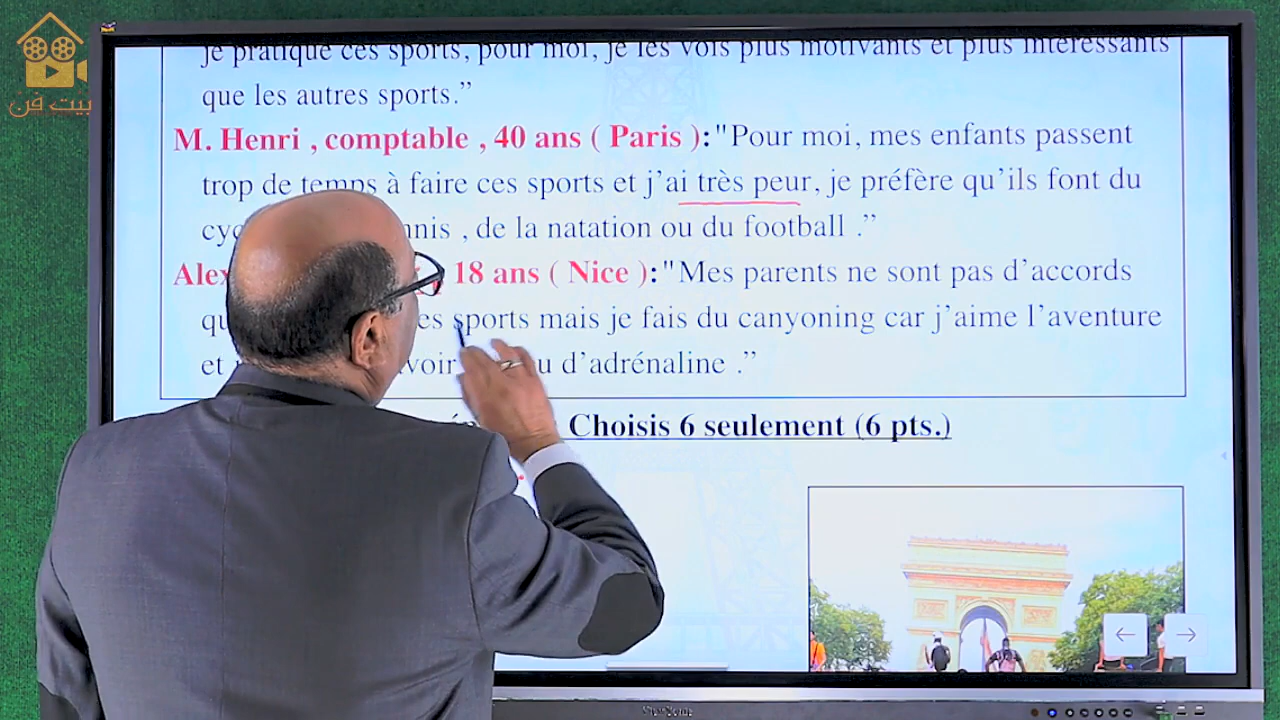 بيت فن
je pratique ces sports, pour moi, je les vois plus motivants et plus intéressants
que les autres sports.”
M. Henri , comptable , 40 ans ( Paris ): "Pour moi, mes enfants passent
trop de temps à faire ces sports et j’ai très peur, je préfère qu’ils font du
, de la natation ou du football .”
18 ans ( Nice ): "Mes parents ne sont pas d’accords
sports mais je fais du canyoning car j’aime l’aventure
et d’adrénaline .”
Choisis 6 seulement (6 pts.)
← →